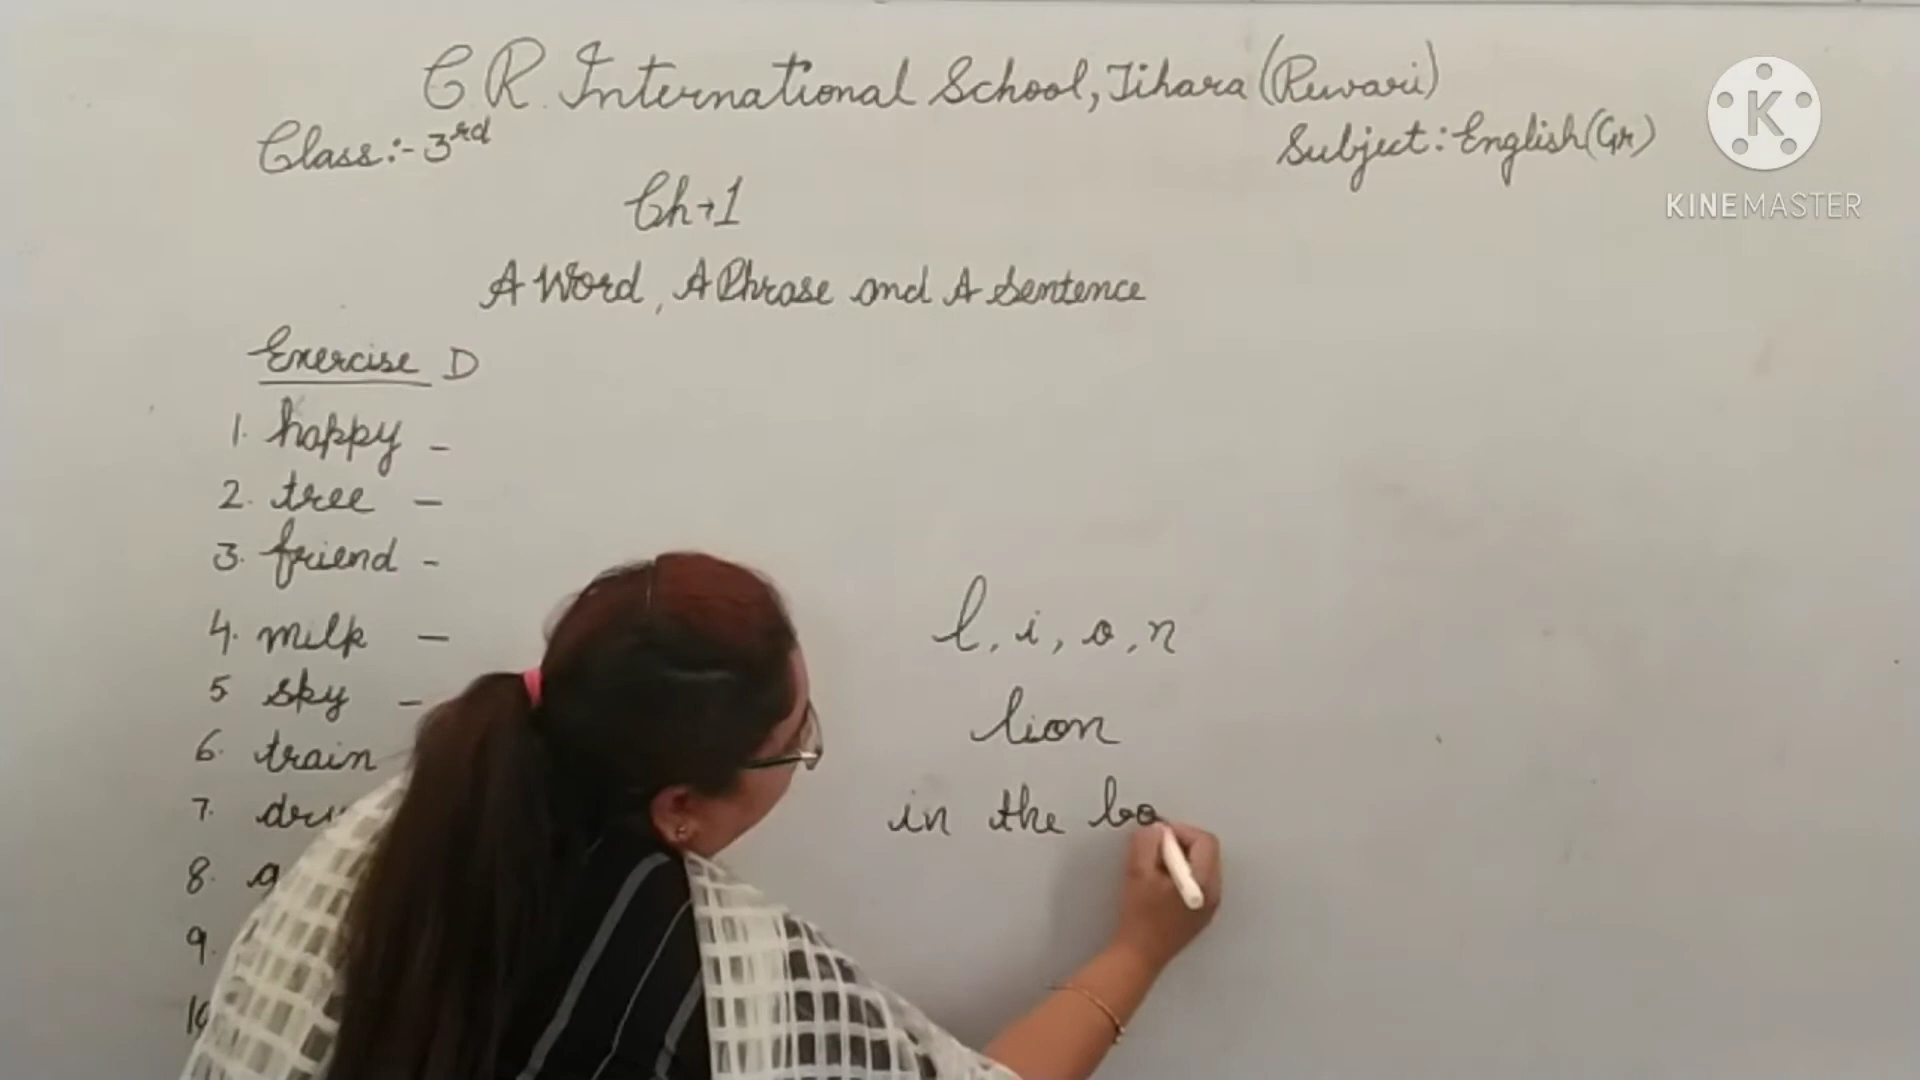 C.R. International School, Jihara (Rewari)
Class:- 3rd
Subject: English (Gr)
KINEMASTER
Ch → 1
A Word, A Phrase and A Sentence
Exercise D
1. happy -
2. tree -
3. friend -
4. milk -
5 sky -
6. train
7.
8.
9.
10
l, i, o, n
lion
in the